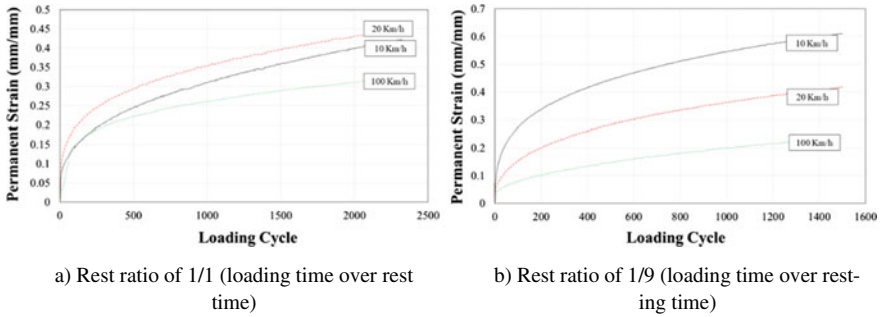 Permanent Strain (mm/mm)
0.5
0.45
0.4
0.35
0.3
0.25
0.2
0.15
0.1
0.05
0
0
500
1000
1500
2000
2500
20 Km/h
10 Km/h
100 Km/h
Loading Cycle
a) Rest ratio of 1/1 (loading time over rest
time)
Permanent Strain (mm/mm)
0.7
0.6
0.5
0.4
0.3
0.2
0.1
0
0
200
400
600
800
1000
1200
1400
1600
10 Km/h
20 Km/h
100 Km/h
Loading Cycle
b) Rest ratio of 1/9 (loading time over rest-
ing time)